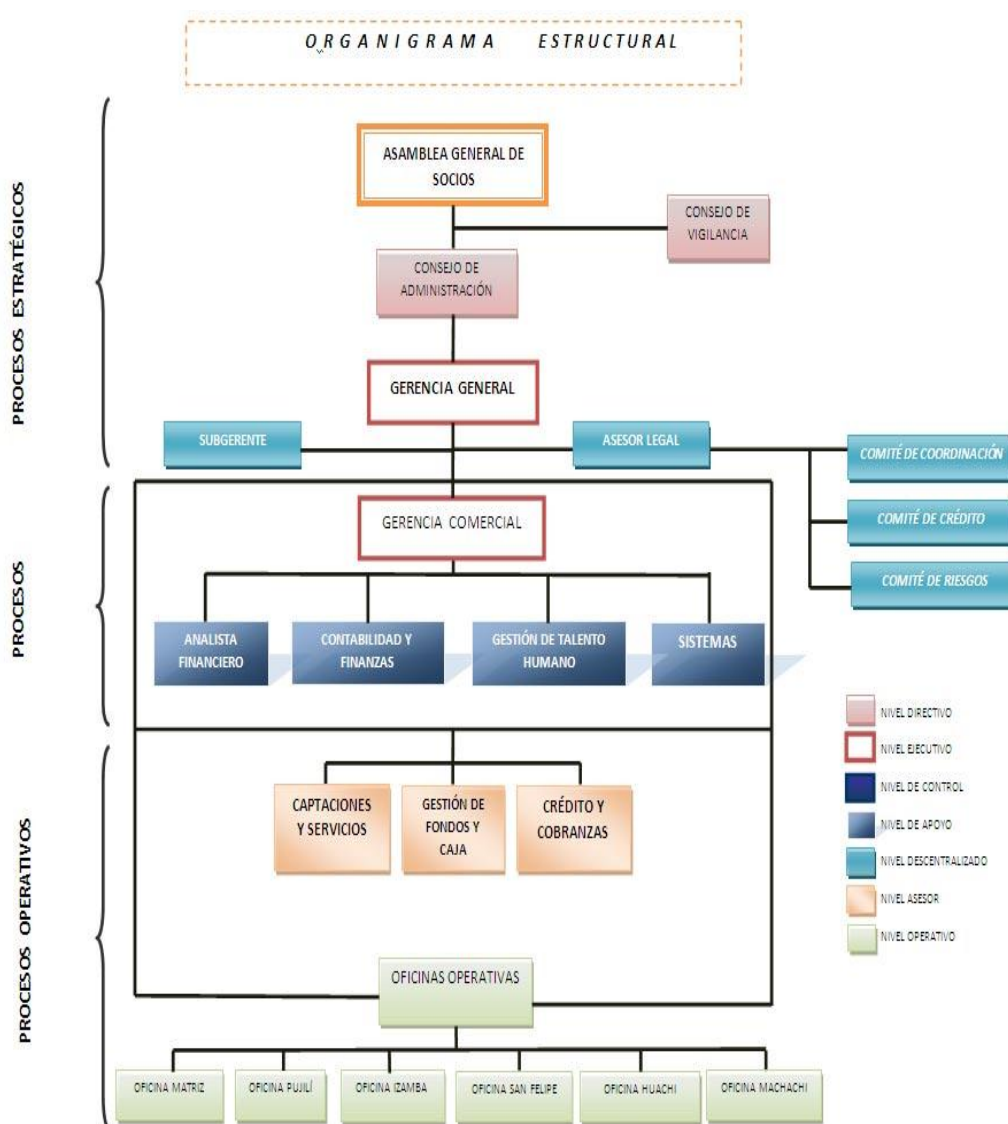 ORGANIGRAMA ESTRUCTURAL
PROCESOS ESTRATÉGICOS
ASAMBLEA GENERAL DE
SOCIOS
CONSEJO DE
VIGILANCIA
CONSEJO DE
ADMINISTRACIÓN
GERENCIA GENERAL
SUBGERENTE
ASESOR LEGAL
COMITÉ DE COORDINACIÓN
COMITÉ DE CRÉDITO
COMITÉ DE RIESGOS
PROCESOS
GERENCIA COMERCIAL
ANALISTA
FINANCIERO
CONTABILIDAD Y
FINANZAS
GESTIÓN DE TALENTO
HUMANO
SISTEMAS
NIVEL DIRECTIVO
NIVEL EJECUTIVO
NIVEL DE CONTROL
NIVEL DE APOYO
NIVEL DESCENTRALIZADO
NIVEL ASESOR
NIVEL OPERATIVO
PROCESOS OPERATIVOS
CAPTACIONES
Y SERVICIOS
GESTIÓN DE
FONDOS Y
CAJA
CRÉDITO Y
COBRANZAS
OFICINAS OPERATIVAS
OFICINA MATRIZ
OFICINA PUJILÍ
OFICINA IZAMBA
OFICINA SAN FELIPE
OFICINA HUACHI
OFICINA MACHACHI